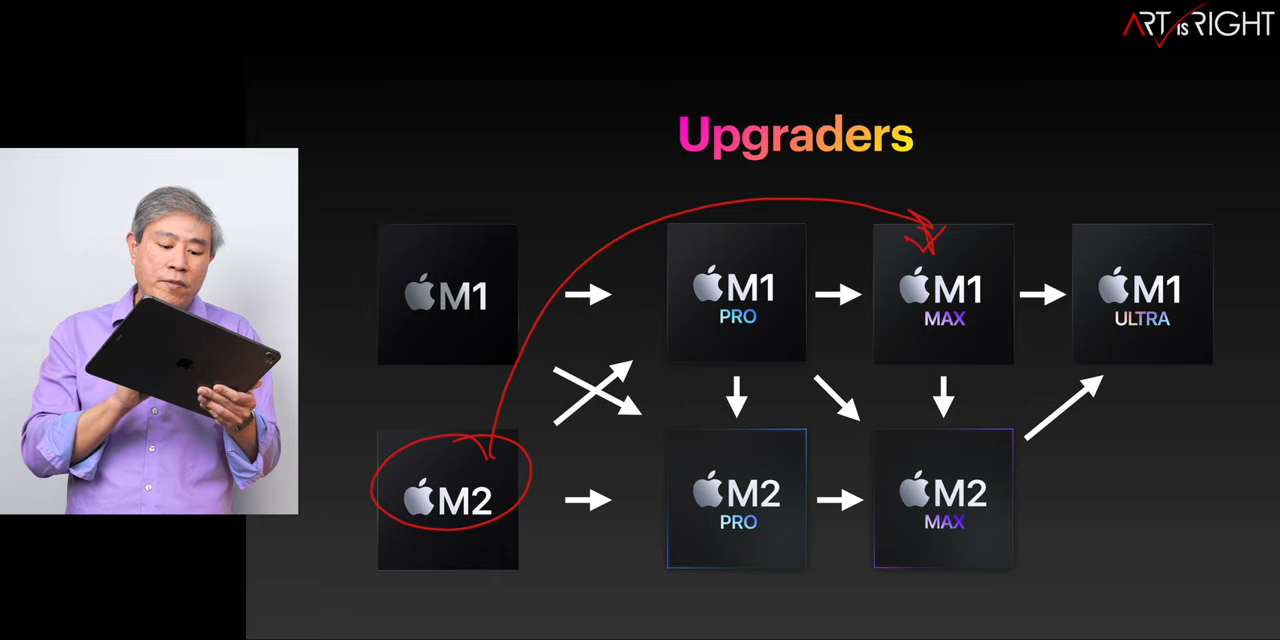 ART IS RIGHT
Upgraders
M1
M1
PRO
M1
MAX
M1
ULTRA
M2
M2
PRO
M2
MAX